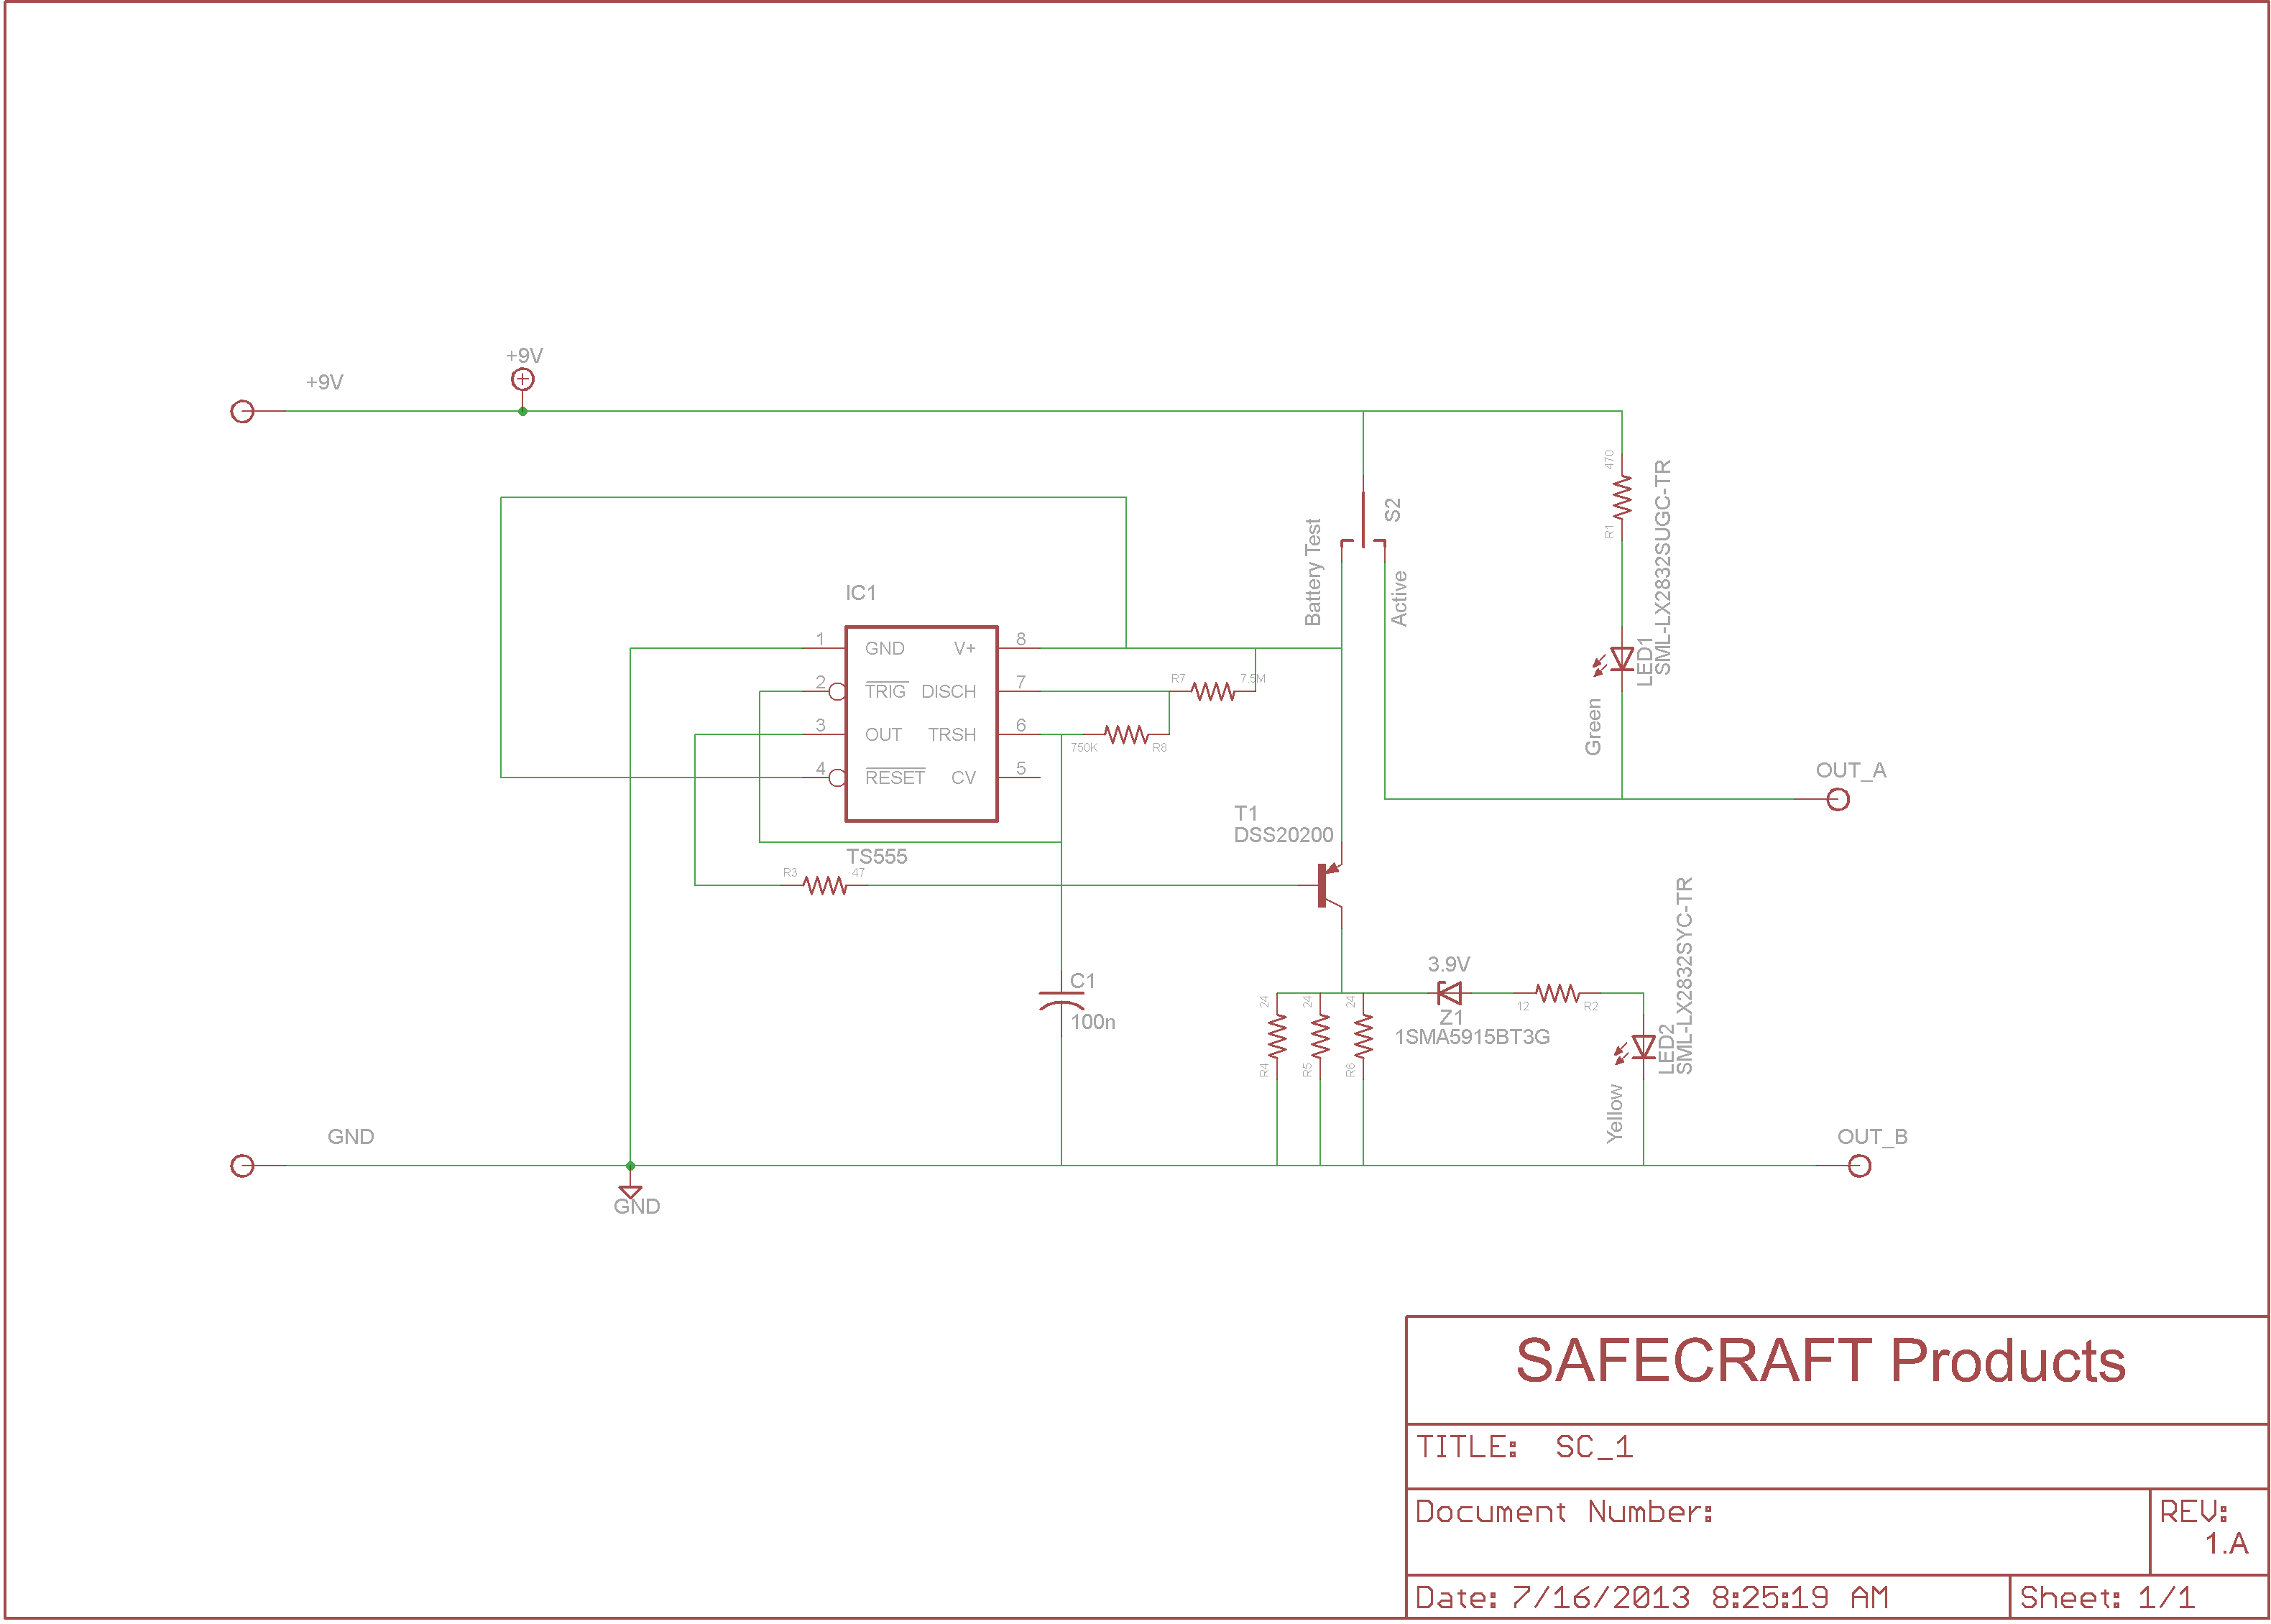 +9V
+9V
470
R1
SML-LX2832SUGC-TR
LED1
Green
S2
Battery Test
Active
IC1
1
GND
V+
8
2
TRIG
DISCH
7
3
OUT
TRSH
6
4
RESET
CV
5
TS555
R7
7.5M
750K
R8
OUT_A
T1
DSS20200
R3
47
C1
100n
24
R4
24
R5
24
R6
3.9V
Z1
1SMA5915BT3G
12
R2
LED2
SML-LX2832SYC-TR
Yellow
GND
GND
OUT_B
SAFECRAFT Products
TITLE: SC_1
Document Number:
REV:
1.A
Date: 7/16/2013 8:25:19 AM
Sheet: 1/1